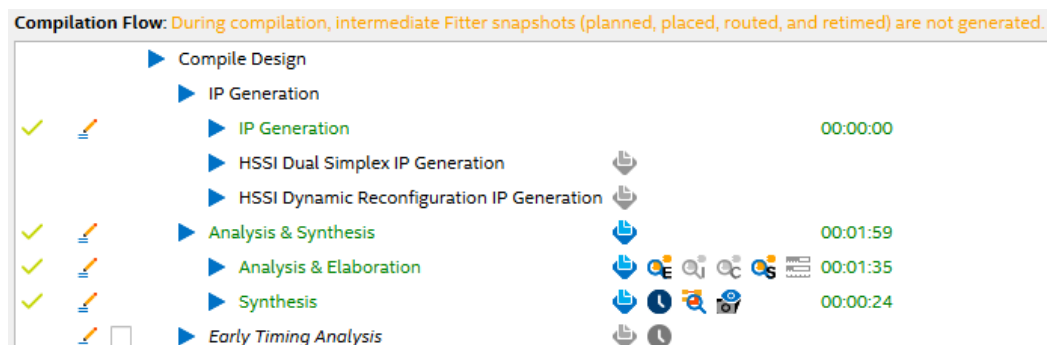 Compilation Flow: During compilation, intermediate Fitter snapshots (planned, placed, routed, and retimed) are not generated.
Compile Design
IP Generation
IP Generation 00:00:00
HSSI Dual Simplex IP Generation
HSSI Dynamic Reconfiguration IP Generation
Analysis & Synthesis 00:01:59
Analysis & Elaboration E I C S 00:01:35
Synthesis 00:00:24
Early Timing Analysis